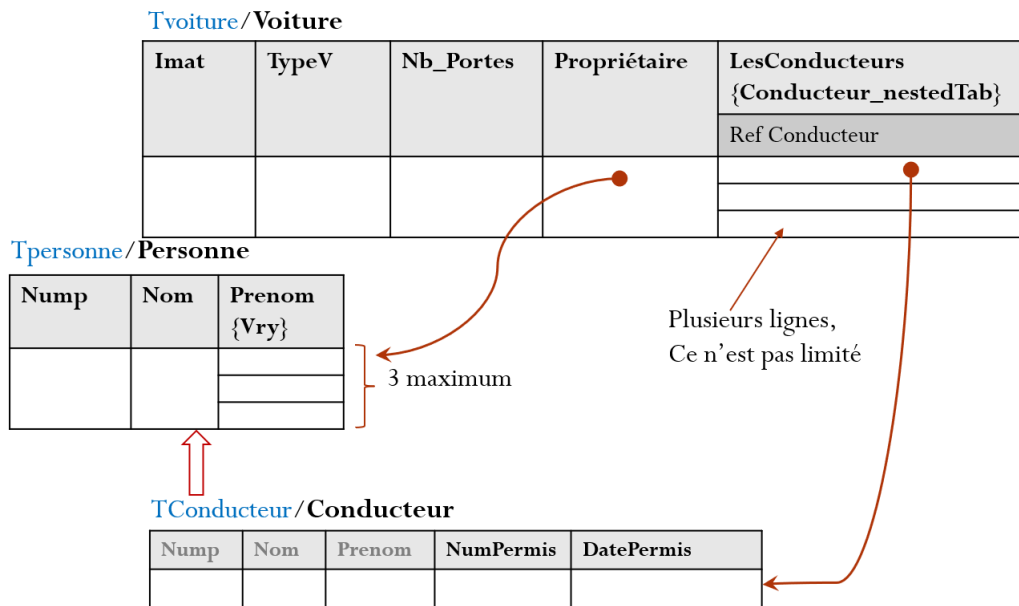 Tvoiture/Voiture
Imat TypeV Nb_Portes Propriétaire LesConducteurs
{Conducteur_nestedTab}
Ref Conducteur
Tpersonne/Personne
Nump Nom Prenom
{Vry}
Plusieurs lignes,
Ce n’est pas limité
3 maximum
TConducteur/Conducteur
Nump Nom Prenom NumPermis DatePermis